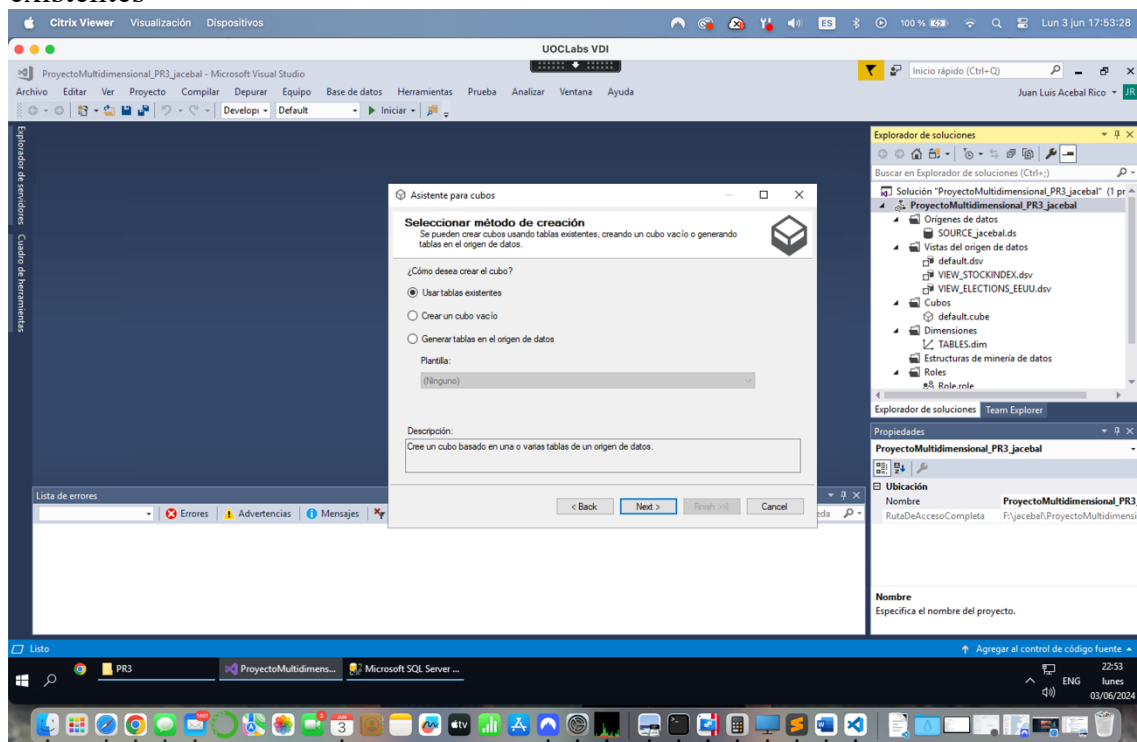 existentes
Citrix Viewer Visualización Dispositivos ES 100 % Lun 3 jun 17:53:28
UOCLabs VDI
ProyectoMultidimensional_PR3_jacebal - Microsoft Visual Studio
Inicio rápido (Ctrl+Q)
Archivo Editar Ver Proyecto Compilar Depurar Equipo Base de datos Herramientas Prueba Analizar Ventana Ayuda
Juan Luis Acebal Rico JR
Develop Default Iniciar
Explorador de servidores
Cuadro de herramientas
Asistente para cubos
Seleccionar método de creación
Se pueden crear cubos usando tablas existentes, creando un cubo vacío o generando
tablas en el origen de datos.
¿Cómo desea crear el cubo?
Usar tablas existentes
Crear un cubo vacío
Generar tablas en el origen de datos
Plantilla:
(Ninguno)
Descripción:
Cree un cubo basado en una o varias tablas de un origen de datos.
< Back Next > Finish >>| Cancel
Explorador de soluciones
Buscar en Explorador de soluciones (Ctrl+;)
Solución "ProyectoMultidimensional_PR3_jacebal" (1 pr
ProyectoMultidimensional_PR3_jacebal
Orígenes de datos
SOURCE_jacebal.ds
Vistas del origen de datos
default.dsv
VIEW_STOCKINDEX.dsv
VIEW_ELECTIONS_EEUU.dsv
Cubos
default.cube
Dimensiones
TABLES.dim
Estructuras de minería de datos
Roles
Role.role
Explorador de soluciones Team Explorer
Propiedades
ProyectoMultidimensional_PR3_jacebal
Ubicación
Nombre ProyectoMultidimensional_PR3
RutaDeAccesoCompleta F:\jacebal\ProyectoMultidimensi
Nombre
Especifica el nombre del proyecto.
Lista de errores
Errores Advertencias Mensajes eda
Listo
Agregar al control de código fuente
PR3 ProyectoMultidimens... Microsoft SQL Server ...
22:53
ENG lunes
03/06/2024